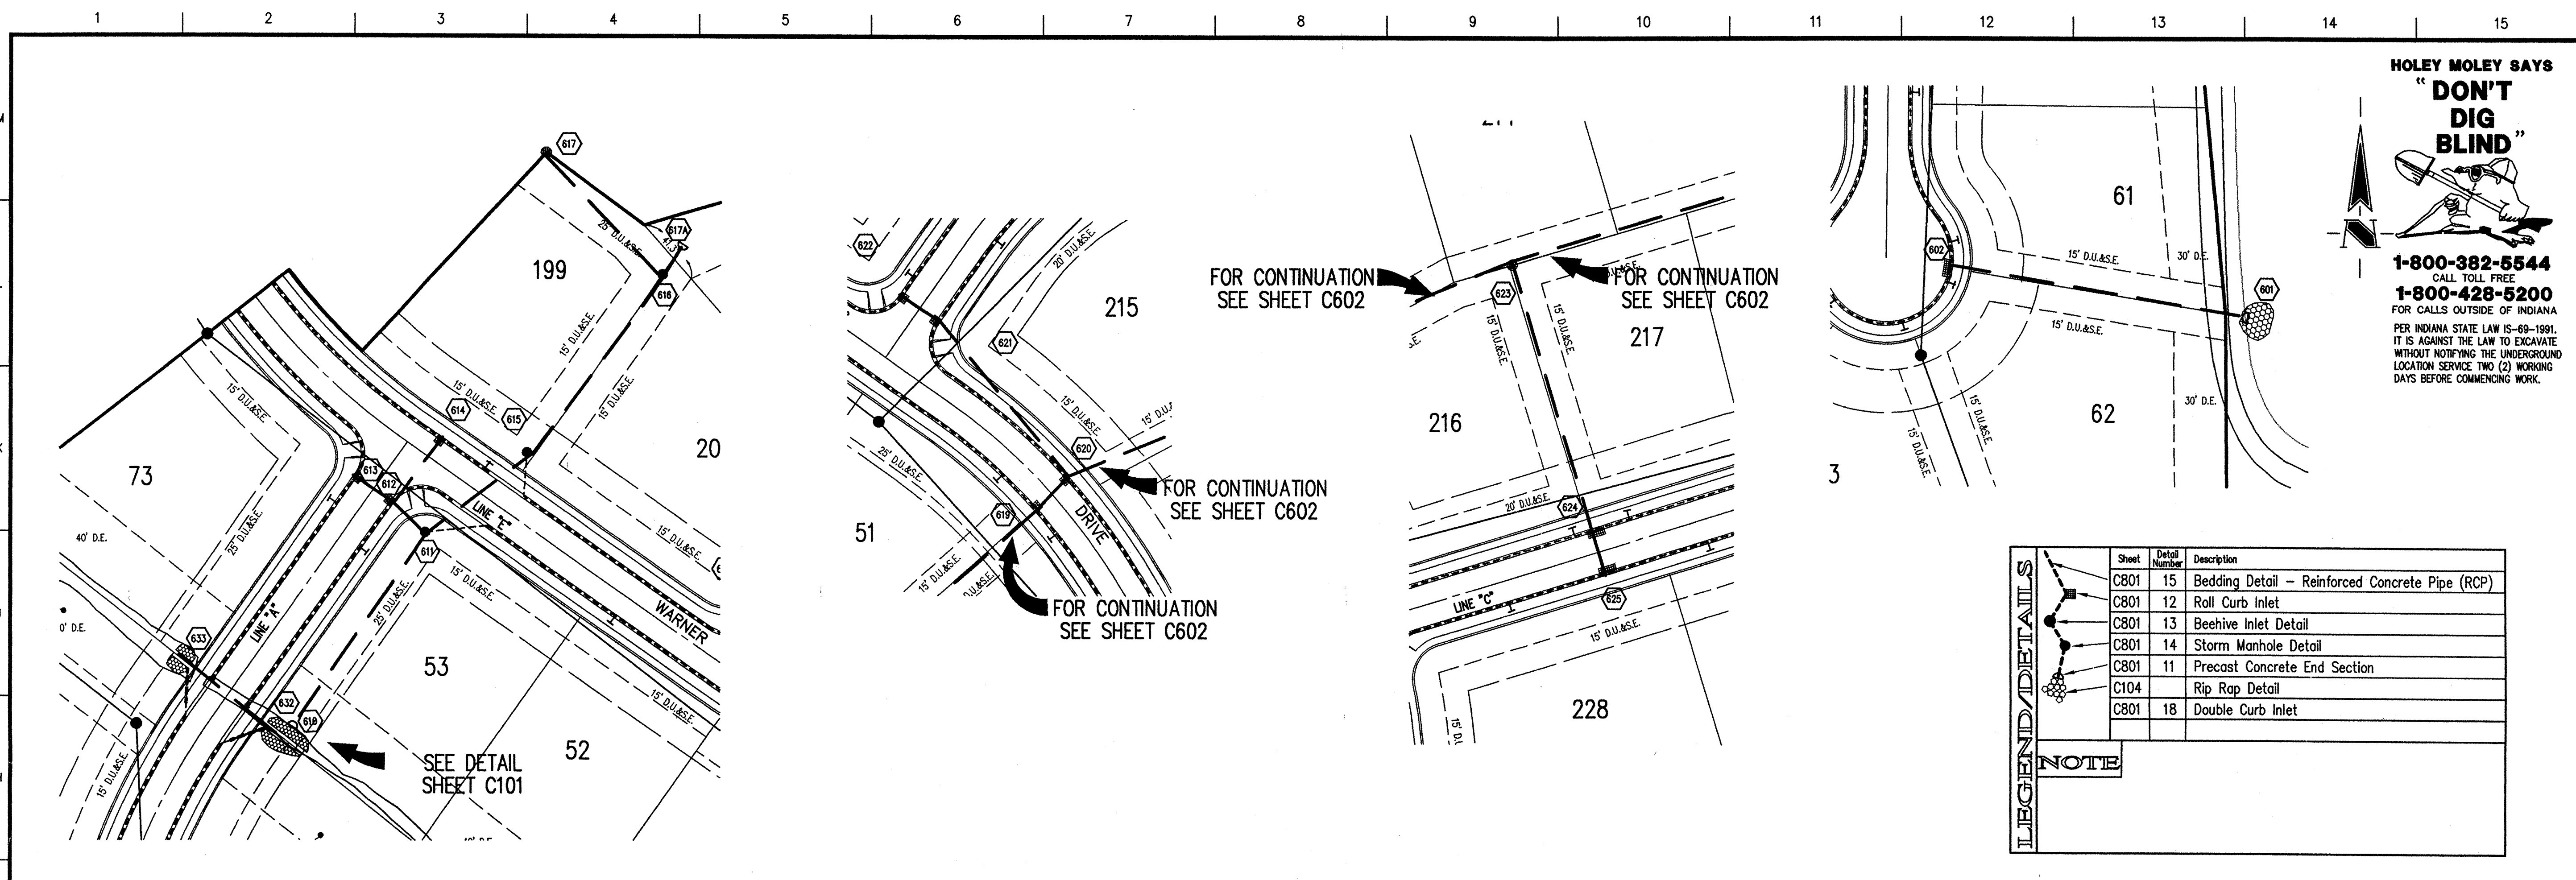 1 2 3 4 5 6 7 8 9 10 11 12 13 14 15
M
K
H
617
199
25' D.U.&S.E.
617A
41.3
616
15' D.U.&S.E.
15' D.U.&S.E.
15' D.U.&S.E.
15' D.U.&S.E.
614
615
20
73
25' D.U.&S.E.
613
612
LINE "E"
611
40' D.E.
15' D.U.&S.E.
15' D.U.&S.E.
25' D.U.&S.E.
25' D.U.&S.E.
WARNER
LINE "A"
0' D.E.
633
53
15' D.U.&S.E.
632
618
52
SEE DETAIL
SHEET C101
15' D.U.&S.E.
622
20' D.U.&S.E.
215
621
15' D.U.&S.E.
15' D.U.
620
25' D.U.&S.E.
FOR CONTINUATION
SEE SHEET C602
619
DRIVE
51
15' D.U.&S.E.
15' D.U.&S.E.
FOR CONTINUATION
SEE SHEET C602
FOR CONTINUATION
SEE SHEET C602
D.U.&S.E.
FOR CONTINUATION
SEE SHEET C602
623
15' D.U.&S.E.
15' D.U.&S.E.
S.E.
217
216
20' D.U.&S.E.
624
LINE "C"
625
15' D.U.&S.E.
228
15' D.U.
61
602
15' D.U.&S.E.
30' D.E.
601
15' D.U.&S.E.
15' D.U.&S.E.
15' D.U.&S.E.
30' D.E.
62
3
HOLEY MOLEY SAYS
"DON'T
DIG
BLIND"
N
1-800-382-5544
CALL TOLL FREE
1-800-428-5200
FOR CALLS OUTSIDE OF INDIANA
PER INDIANA STATE LAW IS-69-1991.
IT IS AGAINST THE LAW TO EXCAVATE
WITHOUT NOTIFYING THE UNDERGROUND
LOCATION SERVICE TWO (2) WORKING
DAYS BEFORE COMMENCING WORK.
LEGEND/DETAILS
Sheet Detail Number Description
C801 15 Bedding Detail – Reinforced Concrete Pipe (RCP)
C801 12 Roll Curb Inlet
C801 13 Beehive Inlet Detail
C801 14 Storm Manhole Detail
C801 11 Precast Concrete End Section
C104 Rip Rap Detail
C801 18 Double Curb Inlet
NOTE